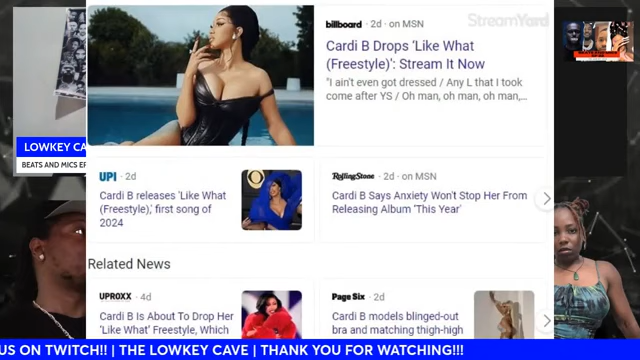 billboard · 2d · on MSN
StreamYard
Cardi B Drops 'Like What
(Freestyle)': Stream It Now
"I ain't even got dressed / Any L that I took
came after YS / Oh man, oh man, oh man,...
LOWKEY CA
BEATS AND MICS EP
UPI · 2d
Cardi B releases 'Like What
(Freestyle),' first song of
2024
RollingStone · 2d · on MSN
Cardi B Says Anxiety Won't Stop Her From
Releasing Album 'This Year'
Related News
UPROXX · 4d
Cardi B Is About To Drop Her
'Like What' Freestyle, Which
Page Six · 2d
Cardi B models blinged-out
bra and matching thigh-high
US ON TWITCH!! | THE LOWKEY CAVE | THANK YOU FOR WATCHING!!!